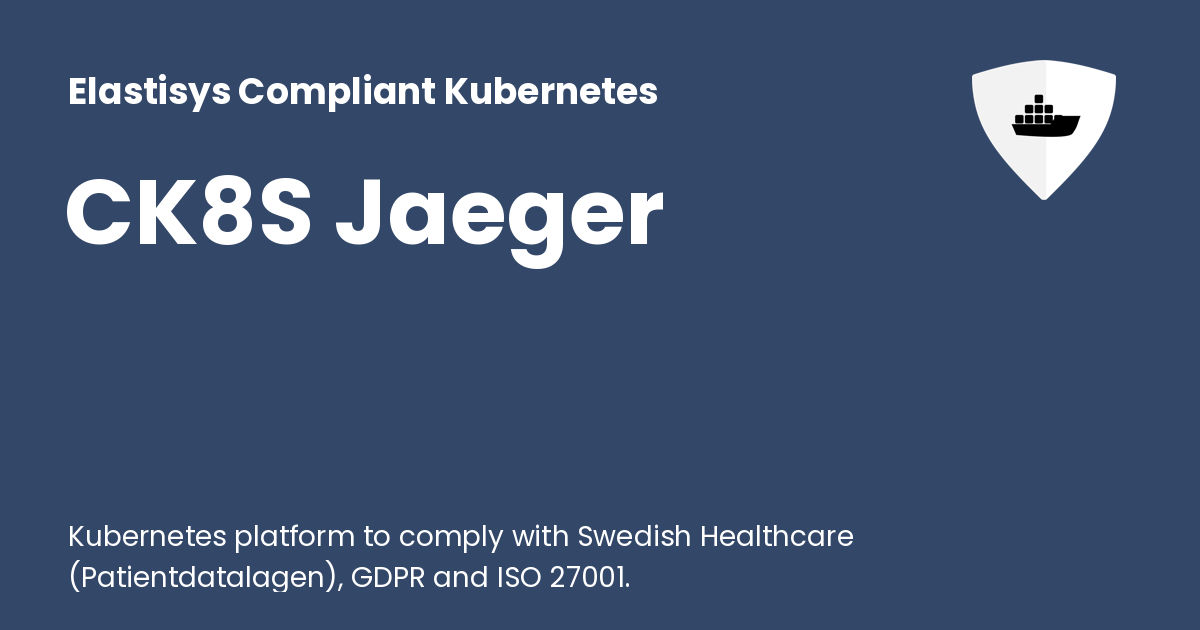 Elastisys Compliant Kubernetes
CK8S Jaeger
Kubernetes platform to comply with Swedish Healthcare
(Patientdatalagen), GDPR and ISO 27001.